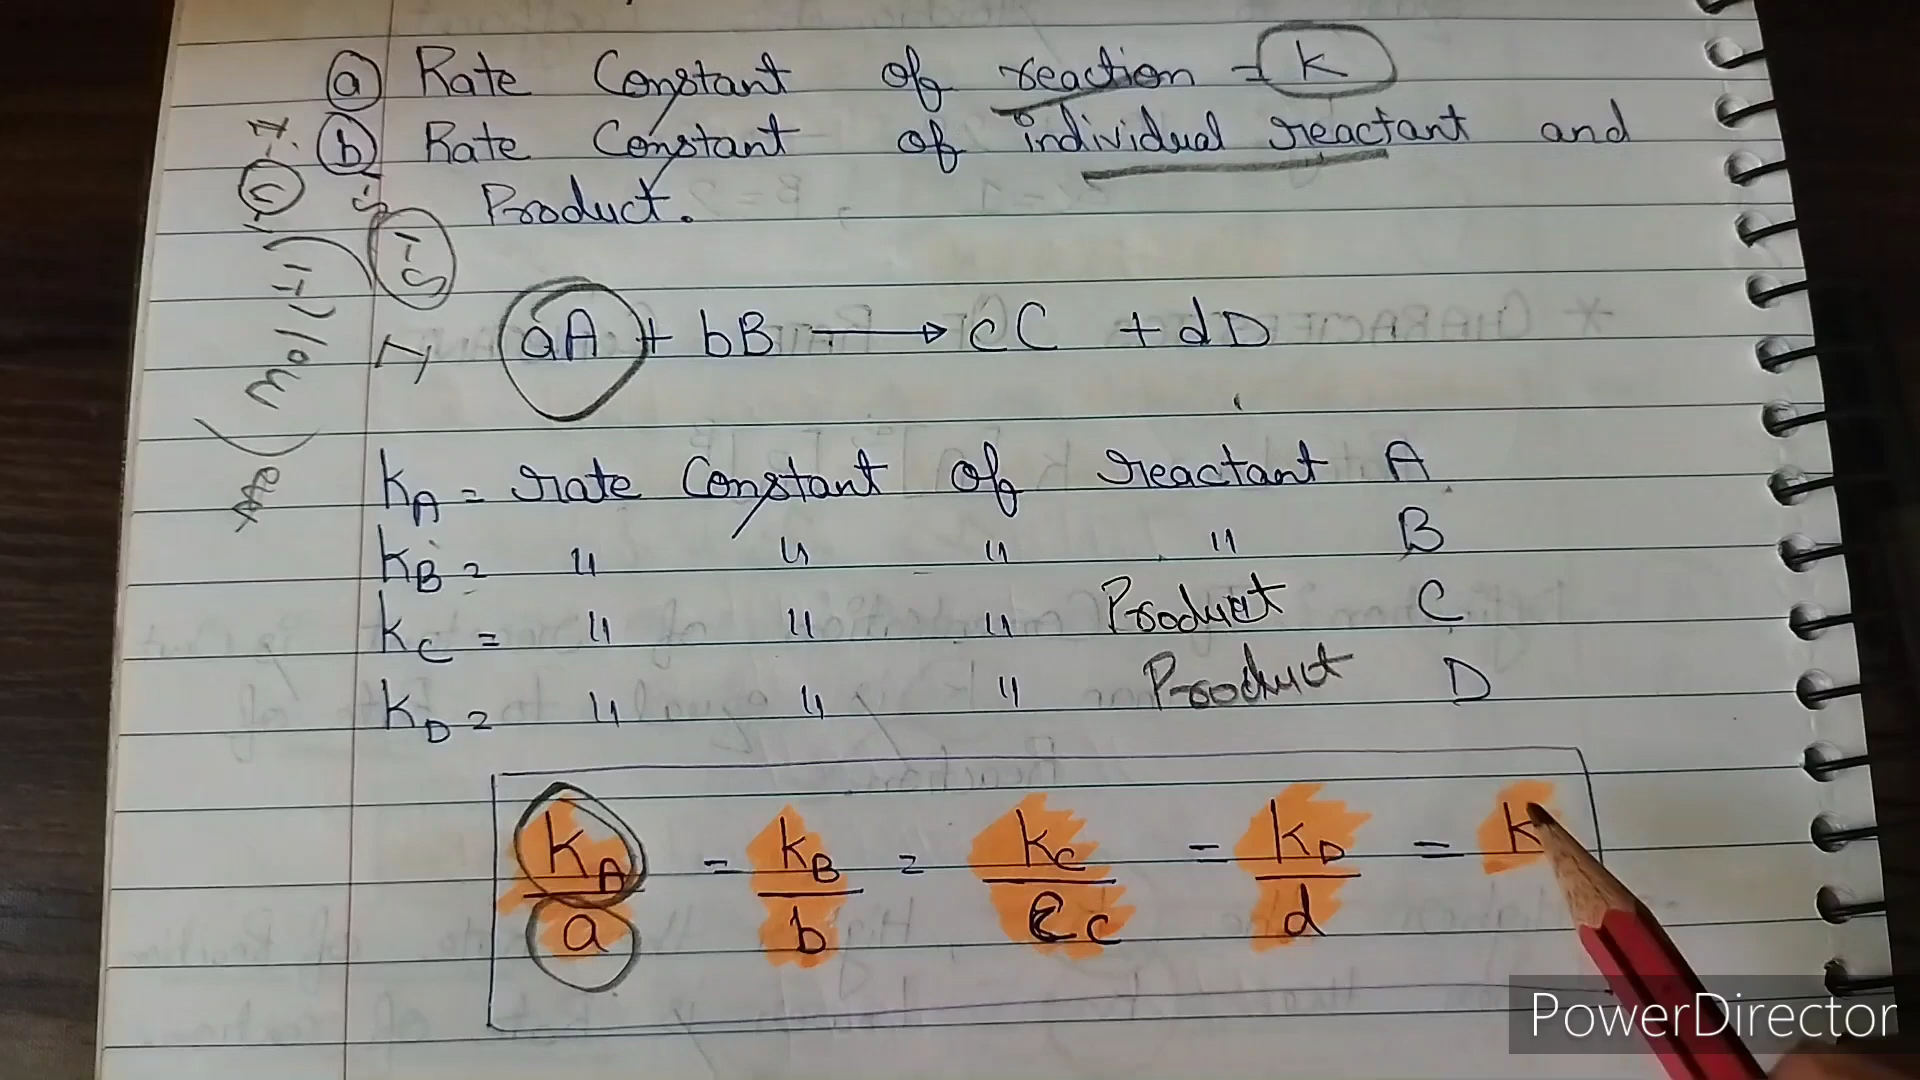 ⓐ Rate Constant of reaction = k
ⓑ Rate Constant of individual reactant and
Product.
aA + bB ⟶ cC + dD
kA = rate Constant of reactant A
kB = 〃 〃 〃 〃 B
kC = 〃 〃 〃 Product C
kD = 〃 〃 〃 Product D
kA/a = kB/b = kC/c = kD/d = k
PowerDirector